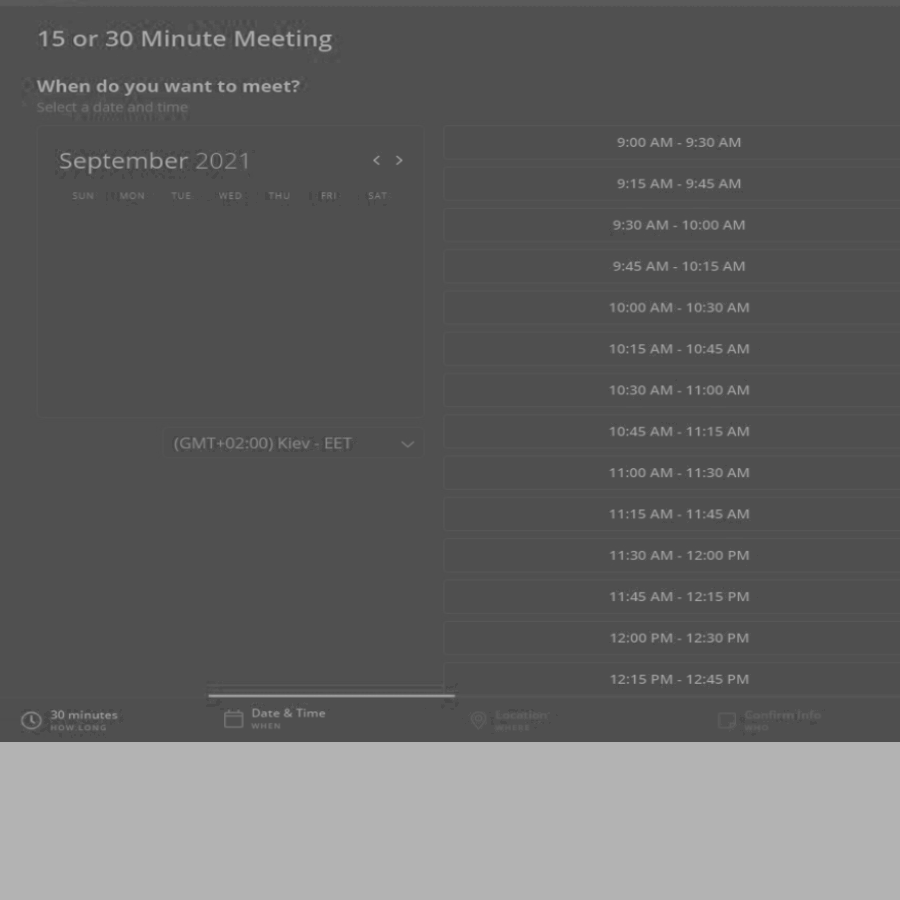 15 or 30 Minute Meeting
When do you want to meet?
Select a date and time
September 2021 < >
SUN MON TUE WED THU FRI SAT
(GMT+02:00) Kiev - EET
9:00 AM - 9:30 AM
9:15 AM - 9:45 AM
9:30 AM - 10:00 AM
9:45 AM - 10:15 AM
10:00 AM - 10:30 AM
10:15 AM - 10:45 AM
10:30 AM - 11:00 AM
10:45 AM - 11:15 AM
11:00 AM - 11:30 AM
11:15 AM - 11:45 AM
11:30 AM - 12:00 PM
11:45 AM - 12:15 PM
12:00 PM - 12:30 PM
12:15 PM - 12:45 PM
30 minutes
HOW LONG
Date & Time
WHEN
Location
WHERE
Confirm Info
WHO